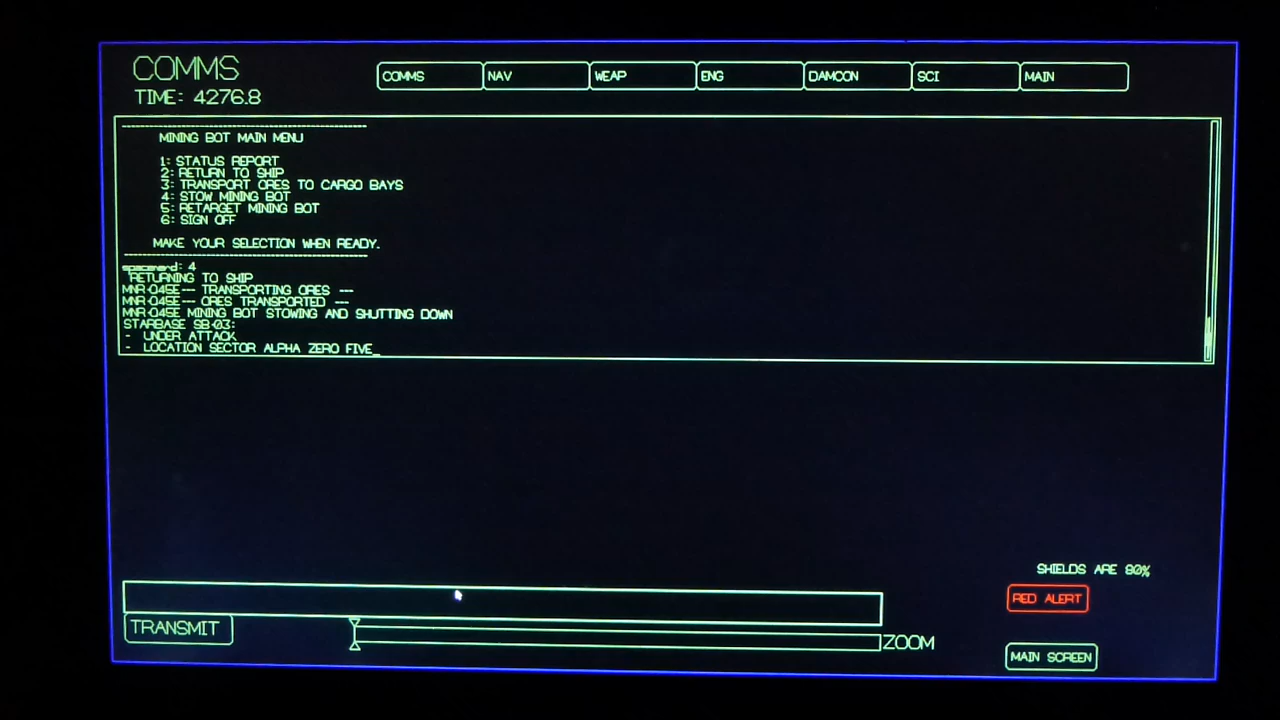 COMMS
TIME: 4276.8
COMMS NAV WEAP ENG DAMCON SCI MAIN
MINING BOT MAIN MENU
1: STATUS REPORT
2: RETURN TO SHIP
3: TRANSPORT ORES TO CARGO BAYS
4: STOW MINING BOT
5: RETARGET MINING BOT
6: SIGN OFF
MAKE YOUR SELECTION WHEN READY.
spacenerd: 4
RETURNING TO SHIP
MNR-045E--- TRANSPORTING ORES ---
MNR-045E--- ORES TRANSPORTED ---
MNR-045E MINING BOT STOWING AND SHUTTING DOWN
STARBASE SB-03:
- UNDER ATTACK
- LOCATION SECTOR ALPHA ZERO FIVE_
SHIELDS ARE 90%
RED ALERT
TRANSMIT
ZOOM
MAIN SCREEN